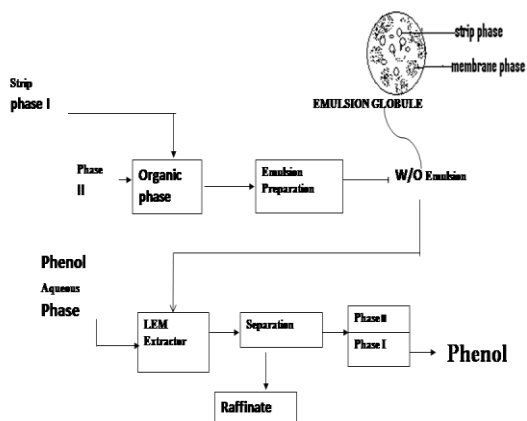 strip phase
membrane phase
EMULSION GLOBULE
Strip
phase I
Phase
II
Organic
phase
Emulsion
Preparation
W/O Emulsion
Phenol
Aqueous
Phase
LEM
Extractor
Separation
Phase II
Phase I
Phenol
Raffinate